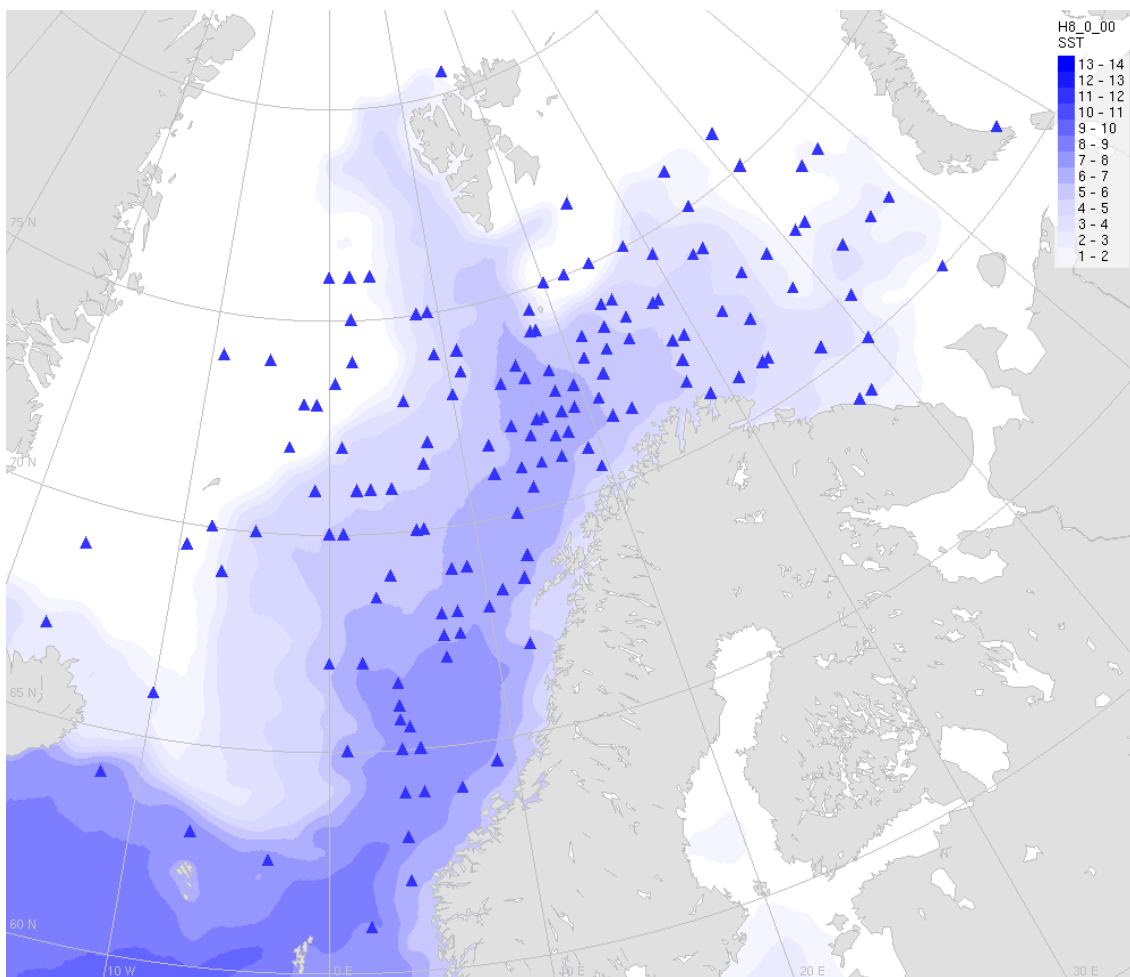 H8_0_00
SST
13 - 14
12 - 13
11 - 12
10 - 11
9 - 10
8 - 9
7 - 8
6 - 7
5 - 6
4 - 5
3 - 4
2 - 3
1 - 2
75 N
70 N
65 N
60 N
10 W
0 E
10 E
20 E
30 E